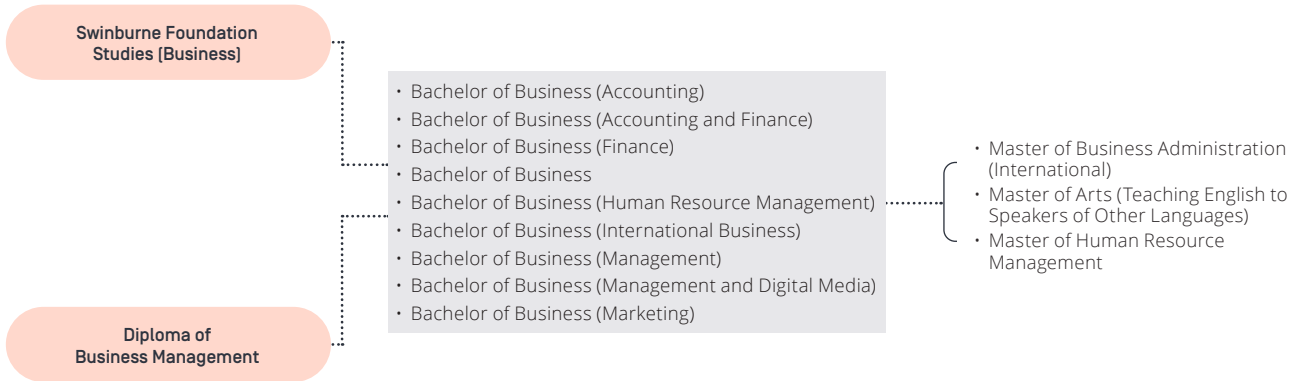 Swinburne Foundation
Studies (Business)
• Bachelor of Business (Accounting)
• Bachelor of Business (Accounting and Finance)
• Bachelor of Business (Finance)
• Bachelor of Business
• Bachelor of Business (Human Resource Management)
• Bachelor of Business (International Business)
• Bachelor of Business (Management)
• Bachelor of Business (Management and Digital Media)
• Bachelor of Business (Marketing)
• Master of Business Administration
(International)
• Master of Arts (Teaching English to
Speakers of Other Languages)
• Master of Human Resource
Management
Diploma of
Business Management